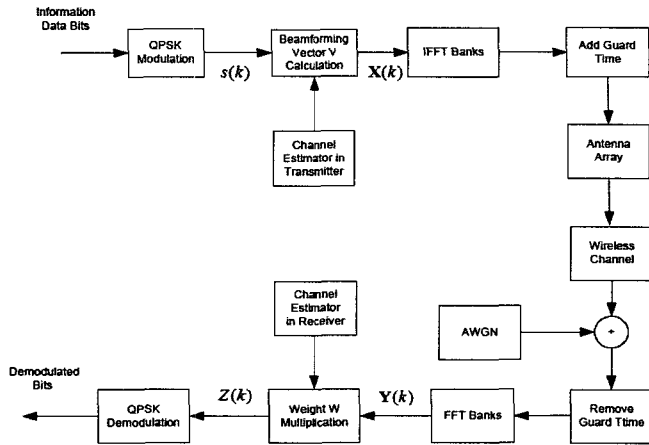 Information
Data Bits
QPSK
Modulation
s(k)
Beamforming
Vector V
Calculation
X(k)
IFFT Banks
Add Guard
Time
Channel
Estimator in
Transmitter
Antenna
Array
Wireless
Channel
Channel
Estimator
in Receiver
AWGN
+
Demodulated
Bits
QPSK
Demodulation
Z(k)
Weight W
Multiplication
Y(k)
FFT Banks
Remove
Guard Ttime